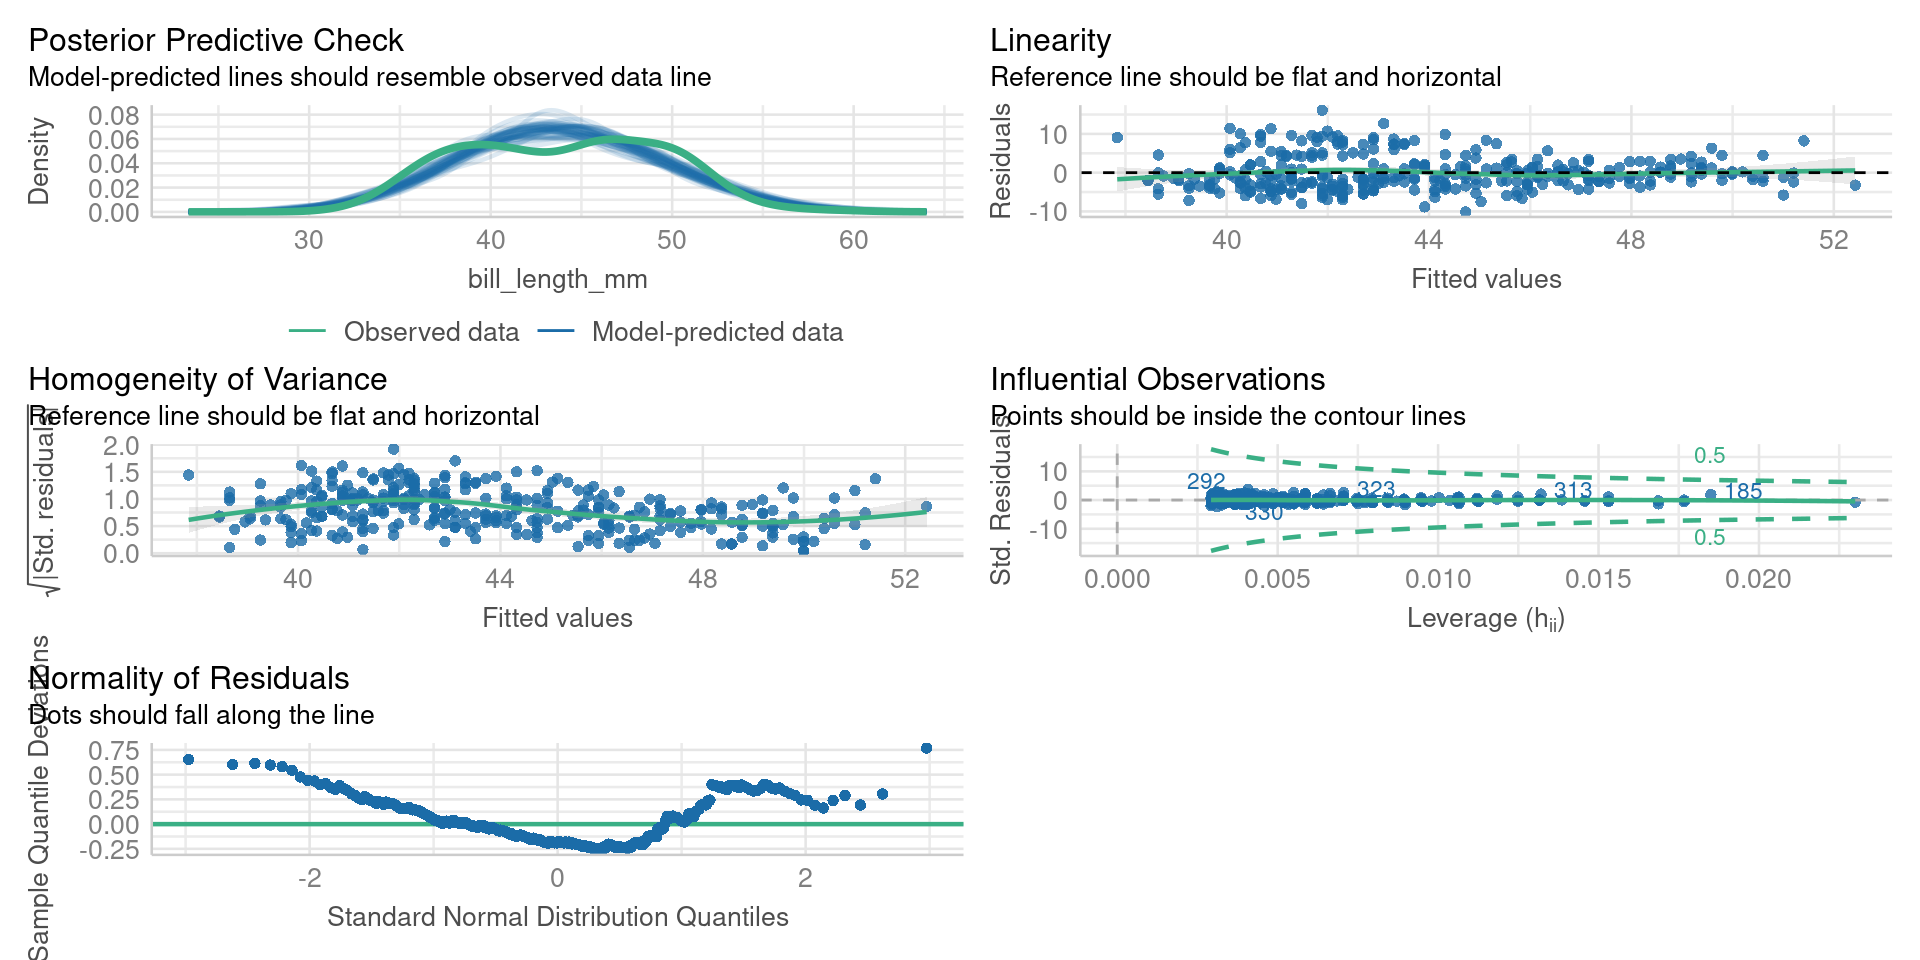 Posterior Predictive Check
Model-predicted lines should resemble observed data line
Density
0.08
0.06
0.04
0.02
0.00
30 40 50 60
bill_length_mm
Observed data Model-predicted data
Linearity
Reference line should be flat and horizontal
Residuals
10
0
-10
40 44 48 52
Fitted values
Homogeneity of Variance
Reference line should be flat and horizontal
√|Std. residuals|
2.0
1.5
1.0
0.5
0.0
40 44 48 52
Fitted values
Influential Observations
Points should be inside the contour lines
Std. Residuals
10
0
-10
0.5
292 323 313 185
330
0.5
0.000 0.005 0.010 0.015 0.020
Leverage (hii)
Normality of Residuals
Dots should fall along the line
Sample Quantile Deviations
0.75
0.50
0.25
0.00
-0.25
-2 0 2
Standard Normal Distribution Quantiles